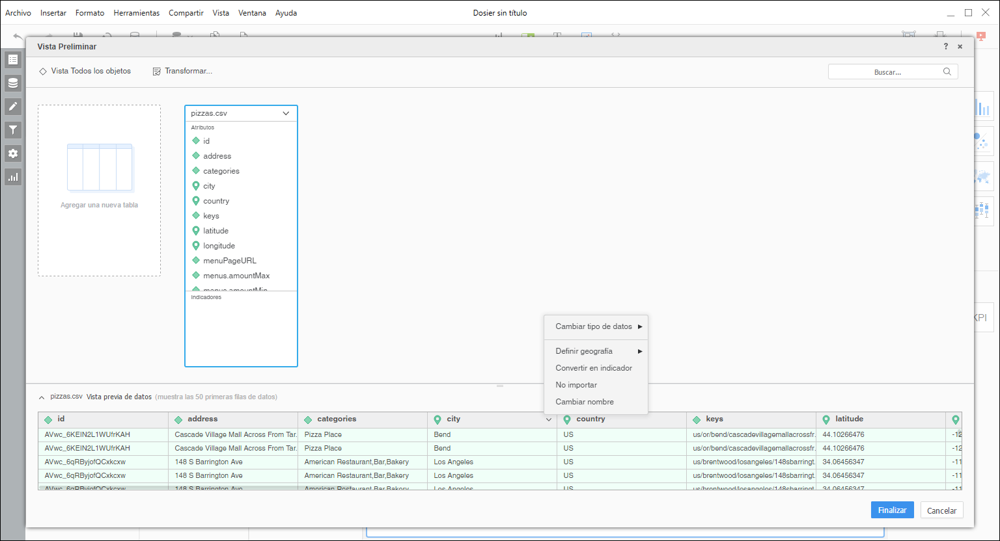 Archivo Insertar Formato Herramientas Compartir Vista Ventana Ayuda Dosier sin título
Vista Preliminar ? ×
Vista Todos los objetos Transformar... Buscar...
pizzas.csv
Atributos
id
address
categories
city
country
keys
latitude
longitude
menuPageURL
menus.amountMax
menus.amountMin
Indicadores
Agregar una nueva tabla
KPI
Cambiar tipo de datos
Definir geografía
Convertir en indicador
No importar
Cambiar nombre
pizzas.csv Vista previa de datos (muestra las 50 primeras filas de datos)
id address categories city country keys latitude
AVwc_6KEIN2L1WUfrKAH Cascade Village Mall Across From Tar. Pizza Place Bend US us/or/bend/cascadevillagemallacrossfr. 44.10266476 -12
AVwc_6KEIN2L1WUfrKAH Cascade Village Mall Across From Tar. Pizza Place Bend US us/or/bend/cascadevillagemallacrossfr. 44.10266476 -12
AVwc_6qRByjofQCxkcxw 148 S Barrington Ave American Restaurant,Bar,Bakery Los Angeles US us/brentwood/losangeles/148sbarringt. 34.06456347 -11
AVwc_6qRByjofQCxkcxw 148 S Barrington Ave American Restaurant,Bar,Bakery Los Angeles US us/brentwood/losangeles/148sbarringt. 34.06456347 -11
AVwc_6qRByjofQCxkcxw 148 S Barrington Ave American Restaurant,Bar,Bakery Los Angeles US us/brentwood/losangeles/148sbarringt. 34.06456347 -11
Finalizar Cancelar